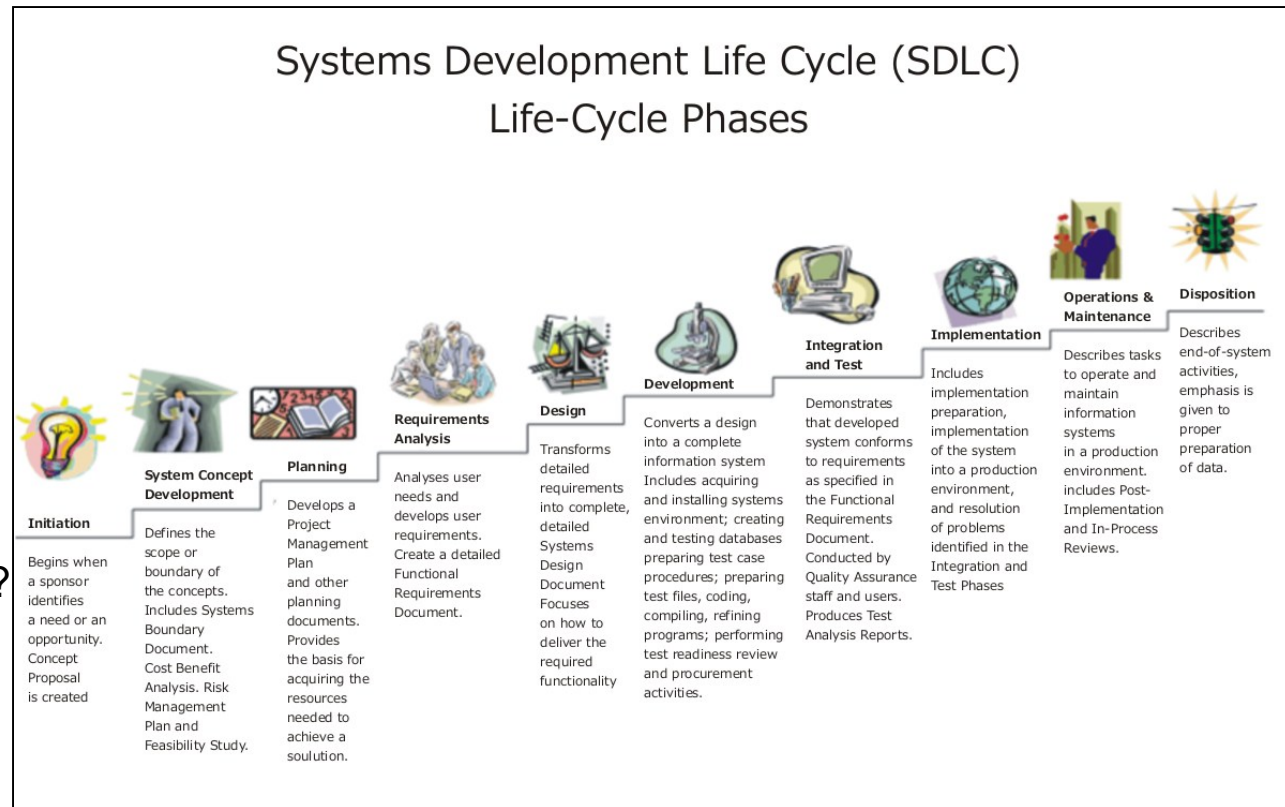 Systems Development Life Cycle (SDLC)
Life-Cycle Phases
Initiation
Begins when
a sponsor
identifies
a need or an
opportunity.
Concept
Proposal
is created
?
System Concept
Development
Defines the
scope or
boundary of
the concepts.
Includes Systems
Boundary
Document.
Cost Benefit
Analysis. Risk
Management
Plan and
Feasibility Study.
Planning
Develops a
Project
Management
Plan
and other
planning
documents.
Provides
the basis for
acquiring the
resources
needed to
achieve a
soulution.
Requirements
Analysis
Analyses user
needs and
develops user
requirements.
Create a detailed
Functional
Requirements
Document.
Design
Transforms
detailed
requirements
into complete,
detailed
Systems
Design
Document
Focuses
on how to
deliver the
required
functionality
Development
Converts a design
into a complete
information system
Includes acquiring
and installing systems
environment; creating
and testing databases
preparing test case
procedures; preparing
test files, coding,
compiling, refining
programs; performing
test readiness review
and procurement
activities.
Integration
and Test
Demonstrates
that developed
system conforms
to requirements
as specified in
the Functional
Requirements
Document.
Conducted by
Quality Assurance
staff and users.
Produces Test
Analysis Reports.
Implementation
Includes
implementation
preparation,
implementation
of the system
into a production
environment,
and resolution
of problems
identified in the
Integration and
Test Phases
Operations &
Maintenance
Describes tasks
to operate and
maintain
information
systems
in a production
environment.
includes Post-
Implementation
and In-Process
Reviews.
Disposition
Describes
end-of-system
activities,
emphasis is
given to
proper
preparation
of data.